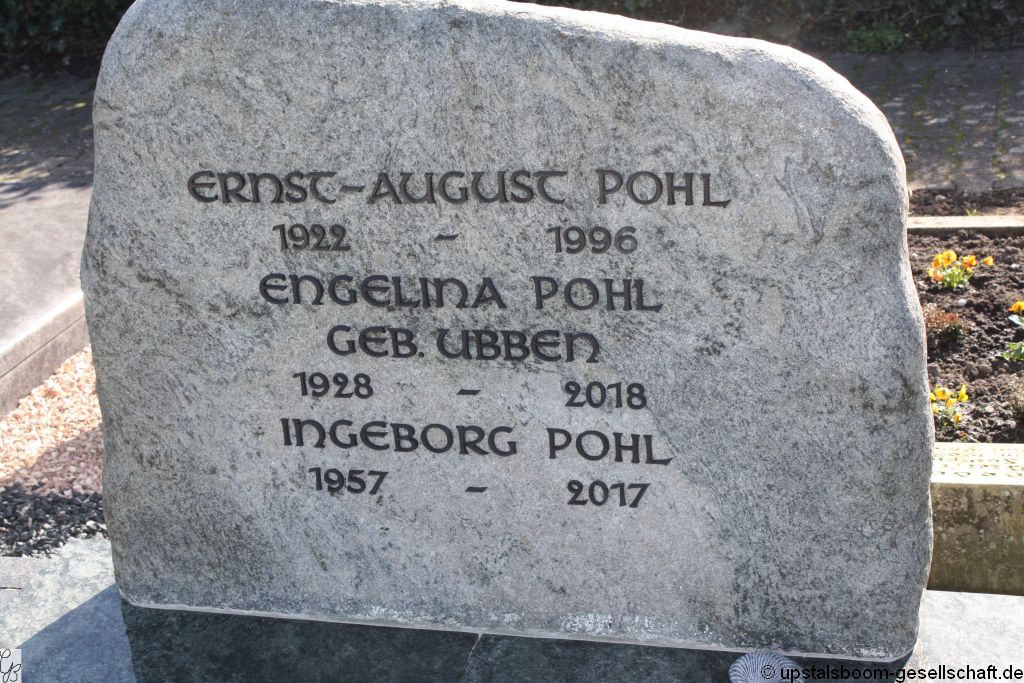 ERNST-AUGUST POHL
1922 - 1996
ENGELINA POHL
GEB. UBBEN
1928 - 2018
INGEBORG POHL
1957 - 2017
© upstalsboom-gesellschaft.de